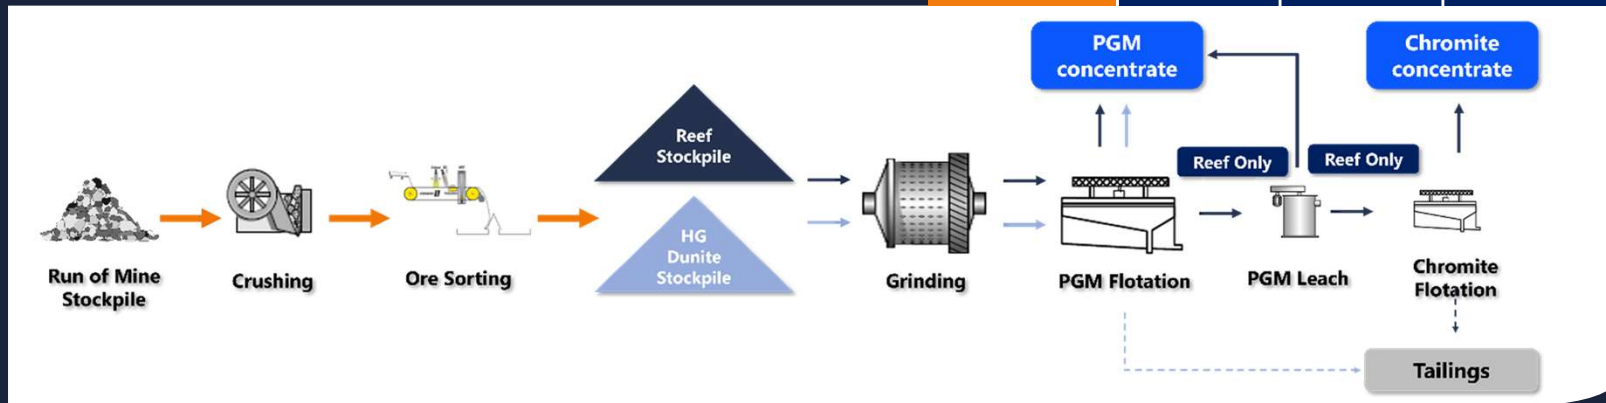 PGM
concentrate
Chromite
concentrate
Reef
Stockpile
Reef Only
Reef Only
HG
Dunite
Stockpile
Run of Mine
Stockpile
Crushing
Ore Sorting
Grinding
PGM Flotation
PGM Leach
Chromite
Flotation
Tailings